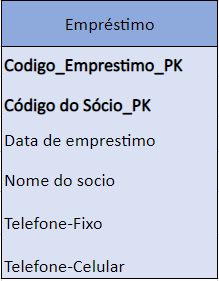 Empréstimo
Codigo_Emprestimo_PK
Código do Sócio_PK
Data de emprestimo
Nome do socio
Telefone-Fixo
Telefone-Celular